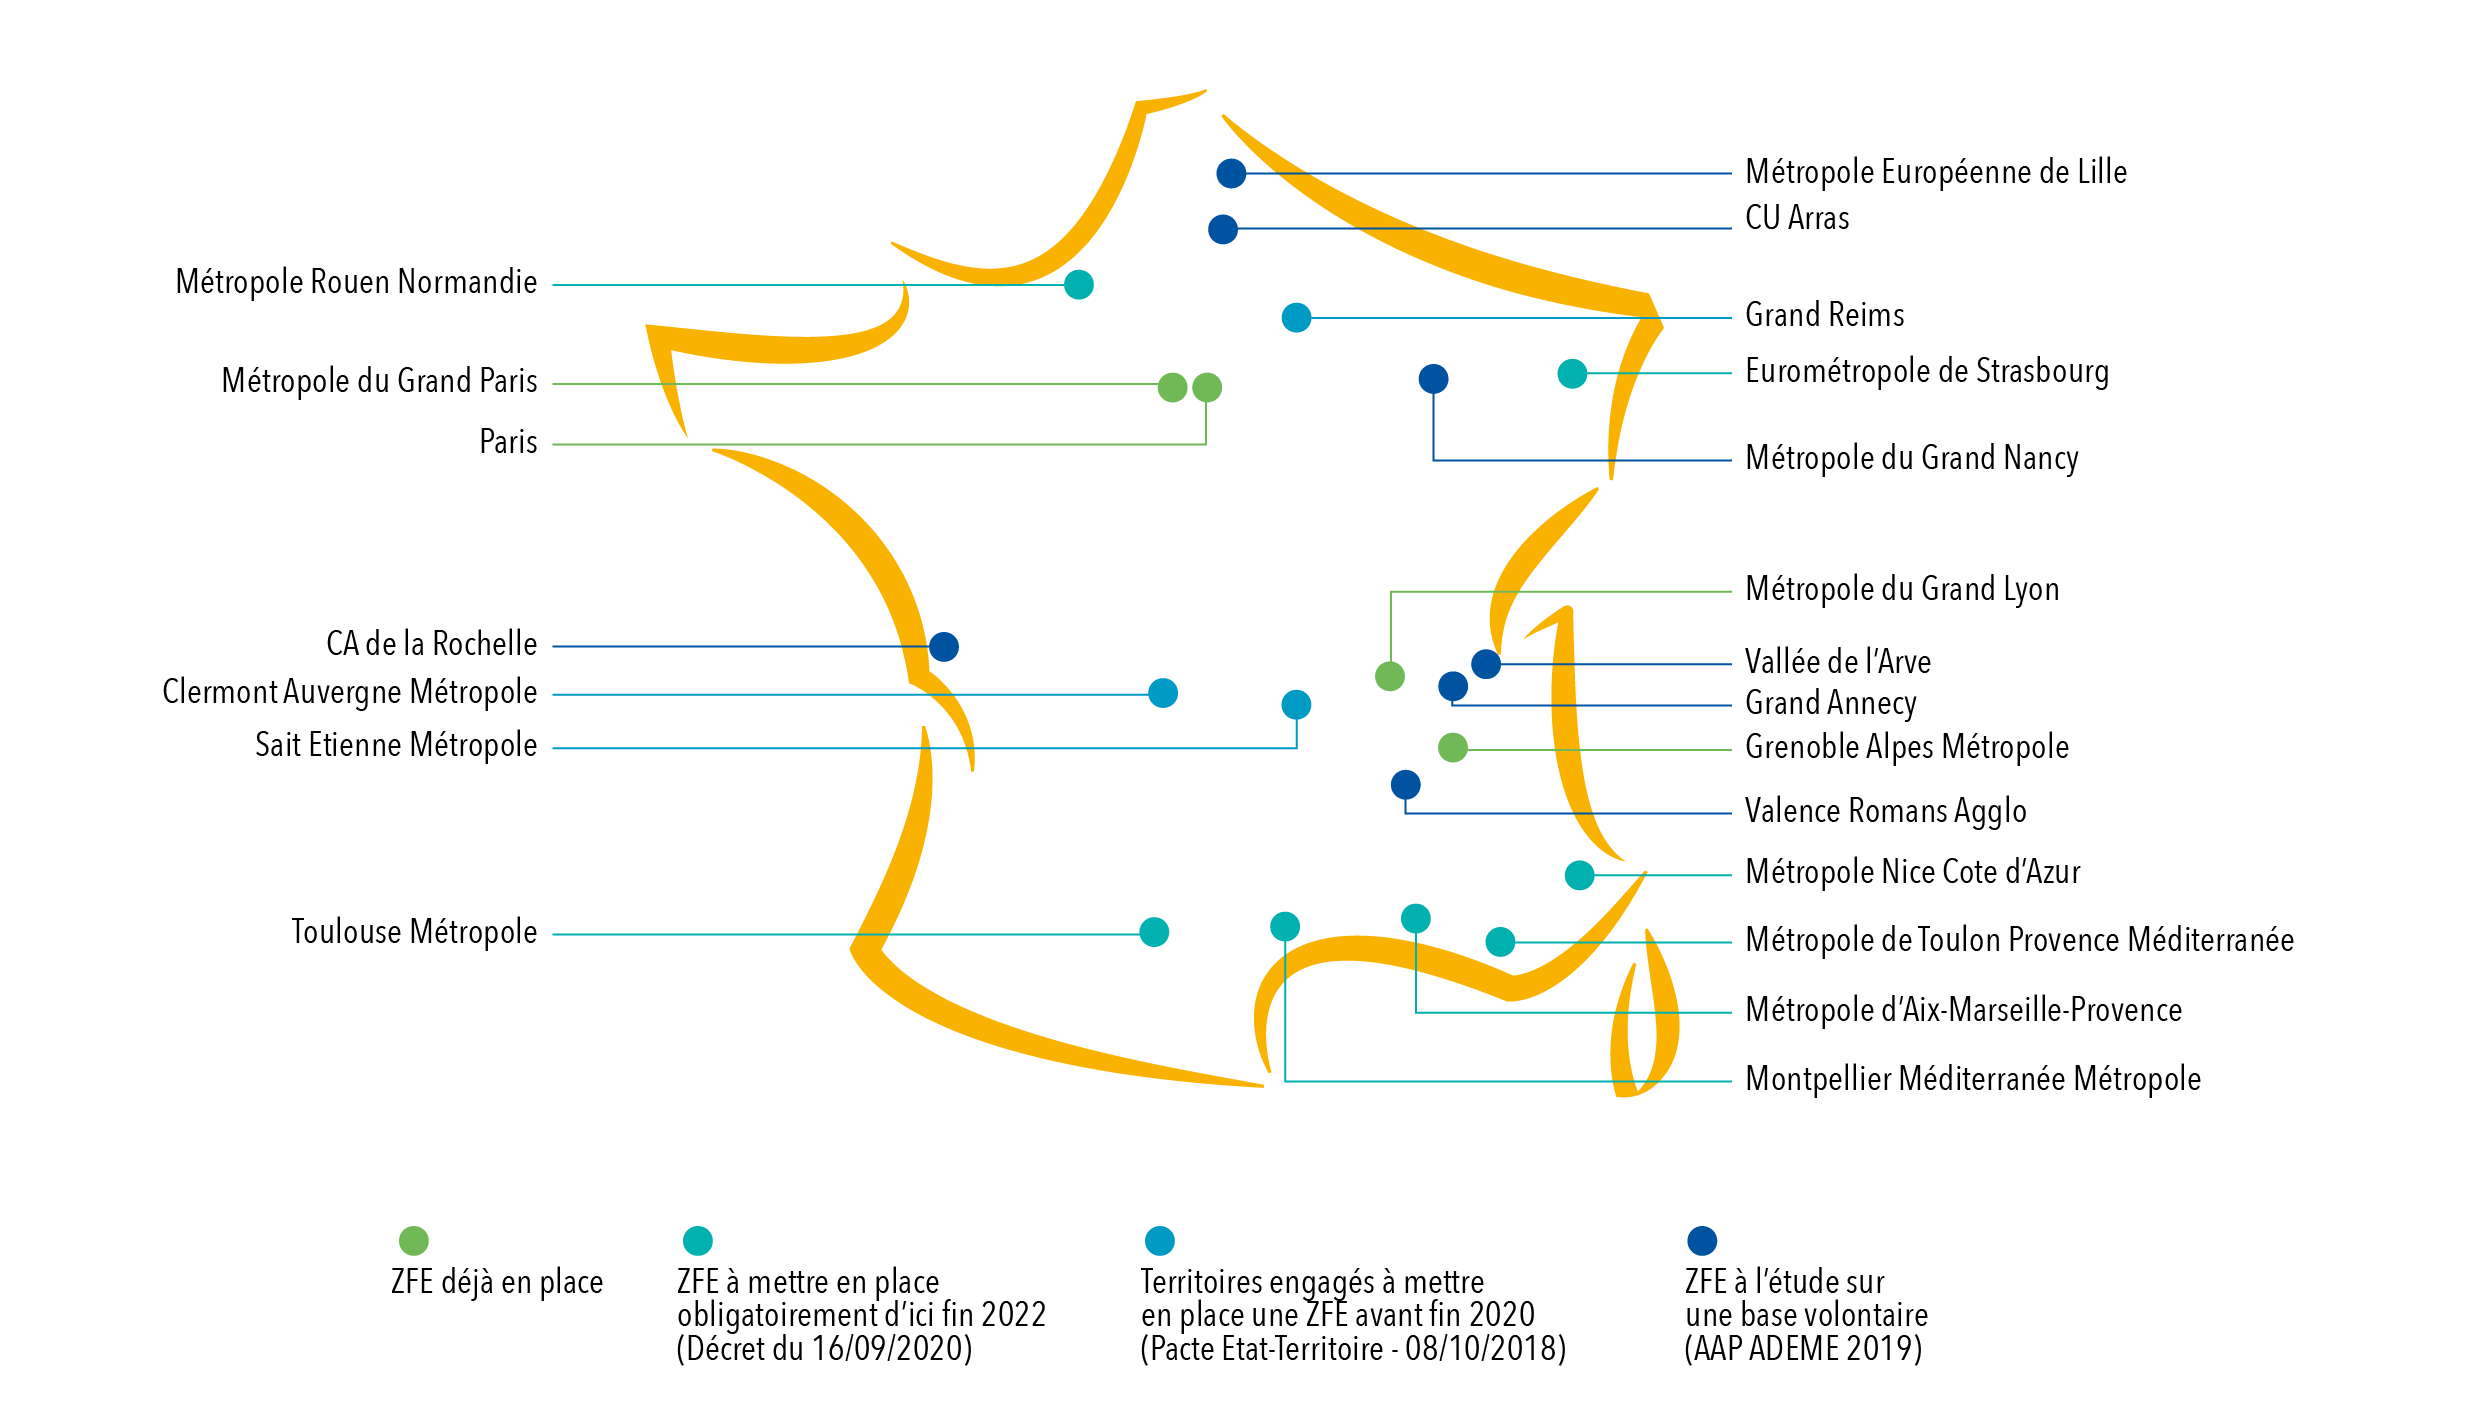 Métropole Rouen Normandie
Métropole du Grand Paris
Paris
CA de la Rochelle
Clermont Auvergne Métropole
Sait Etienne Métropole
Toulouse Métropole
Métropole Européenne de Lille
CU Arras
Grand Reims
Eurométropole de Strasbourg
Métropole du Grand Nancy
Métropole du Grand Lyon
Vallée de l’Arve
Grand Annecy
Grenoble Alpes Métropole
Valence Romans Agglo
Métropole Nice Cote d’Azur
Métropole de Toulon Provence Méditerranée
Métropole d’Aix-Marseille-Provence
Montpellier Méditerranée Métropole
ZFE déjà en place
ZFE à mettre en place
obligatoirement d’ici fin 2022
(Décret du 16/09/2020)
Territoires engagés à mettre
en place une ZFE avant fin 2020
(Pacte Etat-Territoire - 08/10/2018)
ZFE à l’étude sur
une base volontaire
(AAP ADEME 2019)